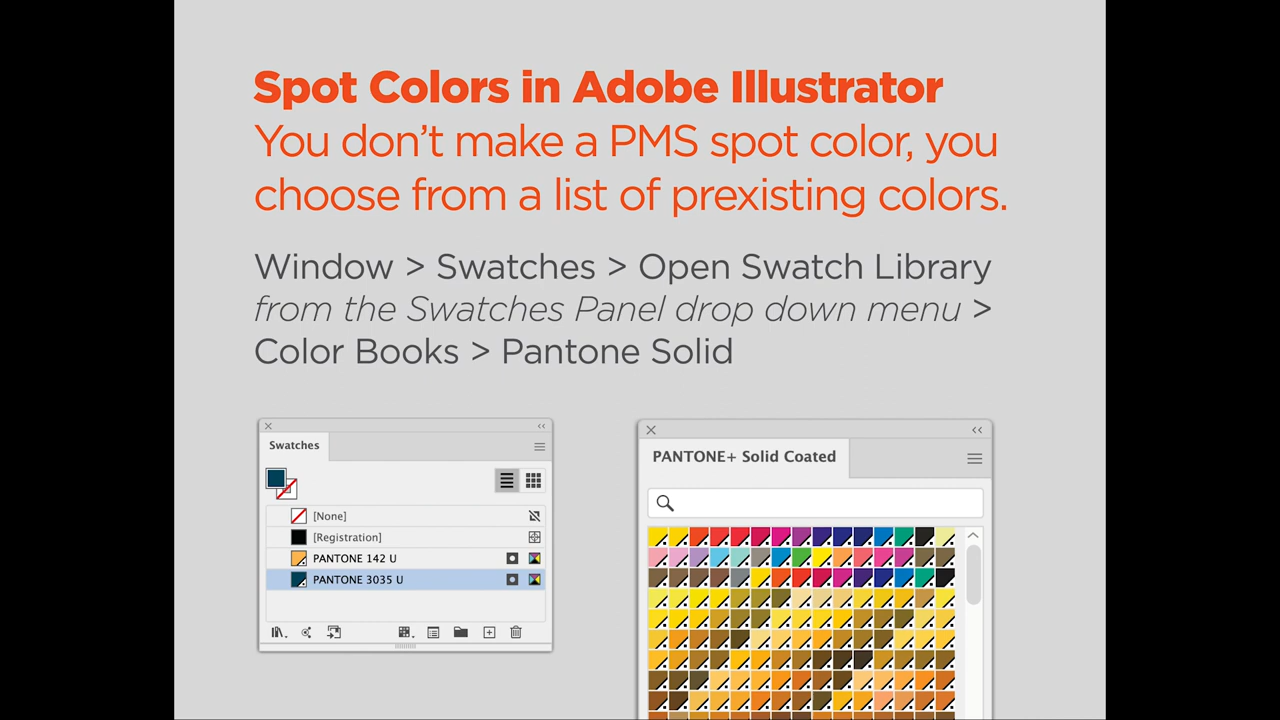 Spot Colors in Adobe Illustrator
You don’t make a PMS spot color, you
choose from a list of prexisting colors.
Window > Swatches > Open Swatch Library
from the Swatches Panel drop down menu >
Color Books > Pantone Solid
Swatches
[None]
[Registration]
PANTONE 142 U
PANTONE 3035 U
PANTONE+ Solid Coated